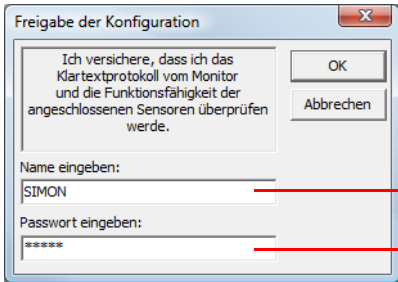 Freigabe der Konfiguration
Ich versichere, dass ich das
Klartextprotokoll vom Monitor
und die Funktionsfähigkeit der
angeschlossenen Sensoren überprüfen
werde.
OK
Abbrechen
Name eingeben:
SIMON
Passwort eingeben:
*****